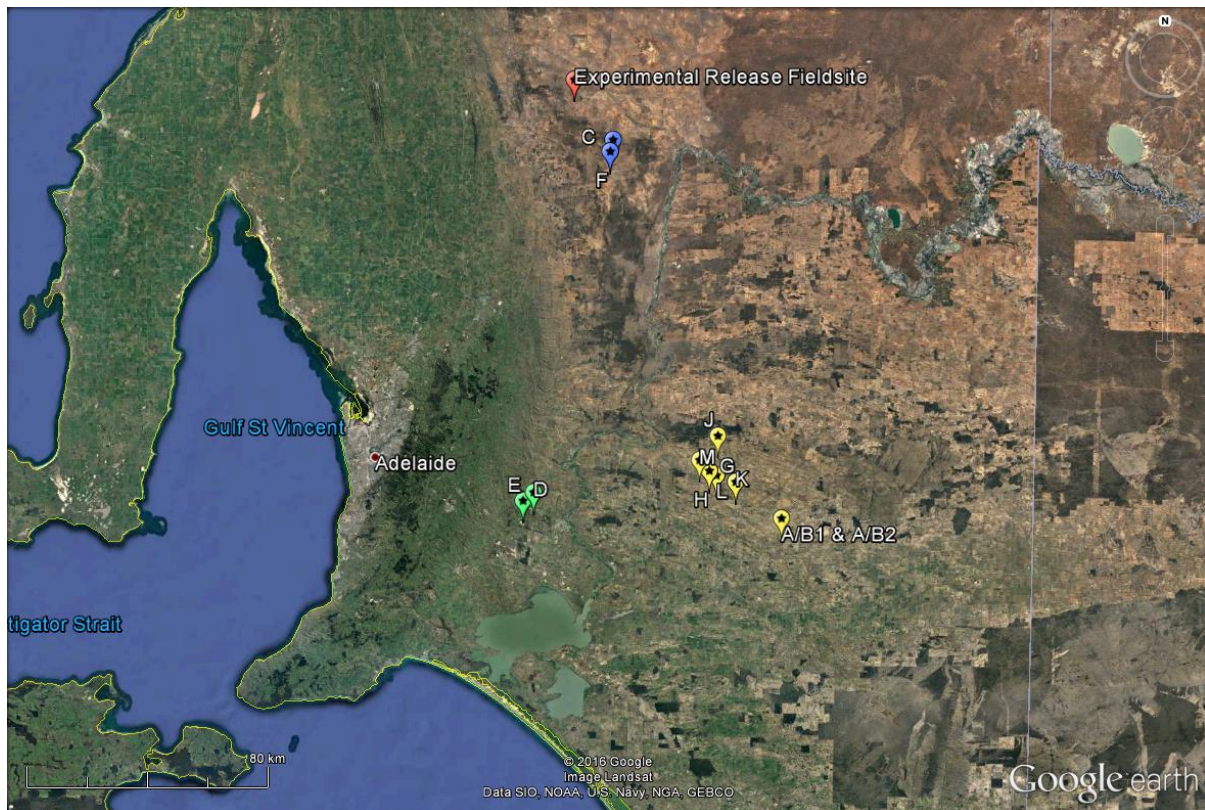 N
Experimental Release Fieldsite
C
F
J
Gulf St Vincent
Adelaide
M
G
K
H
L
E
D
A/B1 & A/B2
tigator Strait
80 km
© 2016 Google
Image Landsat
Data SIO, NOAA, U.S. Navy, NGA, GEBCO
Google earth